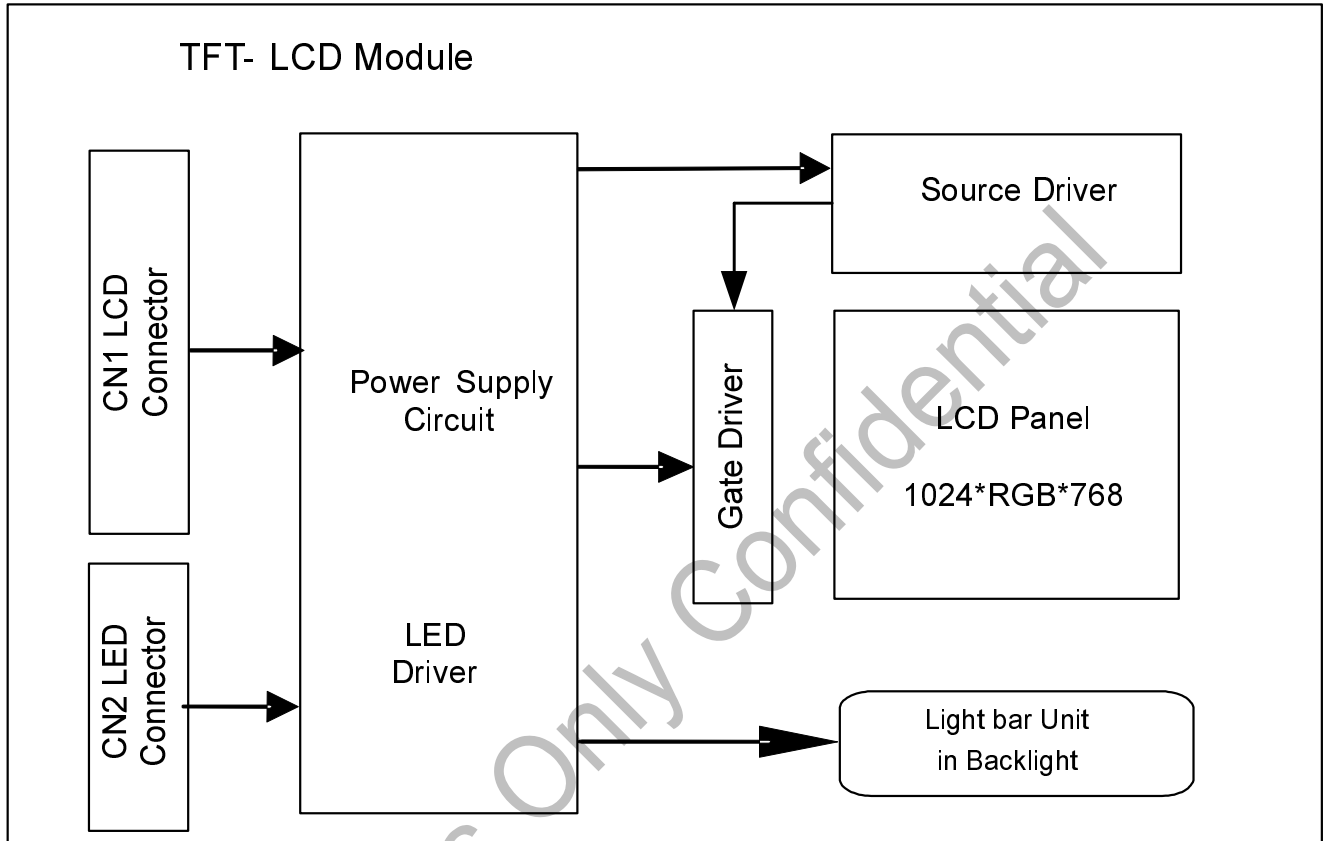 TFT- LCD Module
CN1 LCD
Connector
Power Supply
Circuit
Source Driver
Gate Driver
LCD Panel
1024*RGB*768
CN2 LED
Connector
LED
Driver
Light bar Unit
in Backlight
s Only Confidential